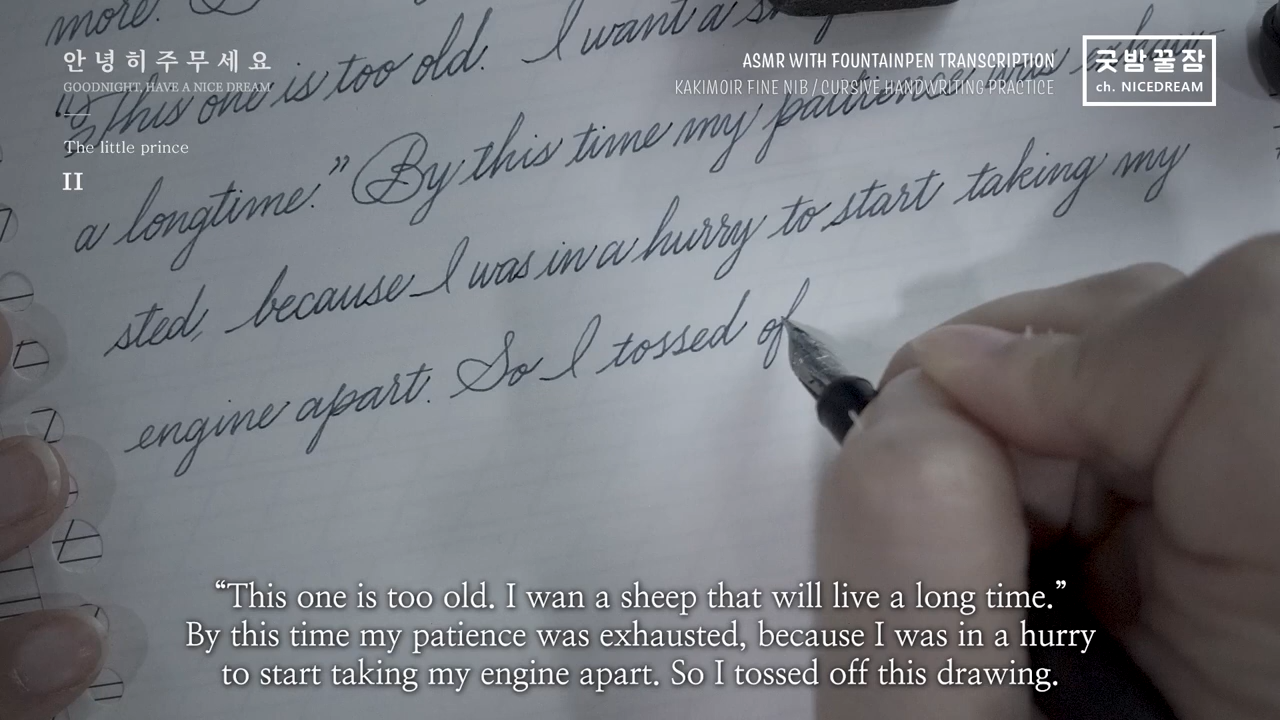 안녕히주무세요
GOODNIGHT, HAVE A NICE DREAM
The little prince
II
ASMR WITH FOUNTAINPEN TRANSCRIPTION
KAKIMOIR FINE NIB / CURSIVE HANDWRITING PRACTICE
굿밤꿀잠
ch. NICEDREAM
more.
"This one is too old. I want a sh
a longtime." By this time my patience was exhau-
sted, because I was in a hurry to start taking my
engine apart. So I tossed of
“This one is too old. I wan a sheep that will live a long time.”
By this time my patience was exhausted, because I was in a hurry
to start taking my engine apart. So I tossed off this drawing.